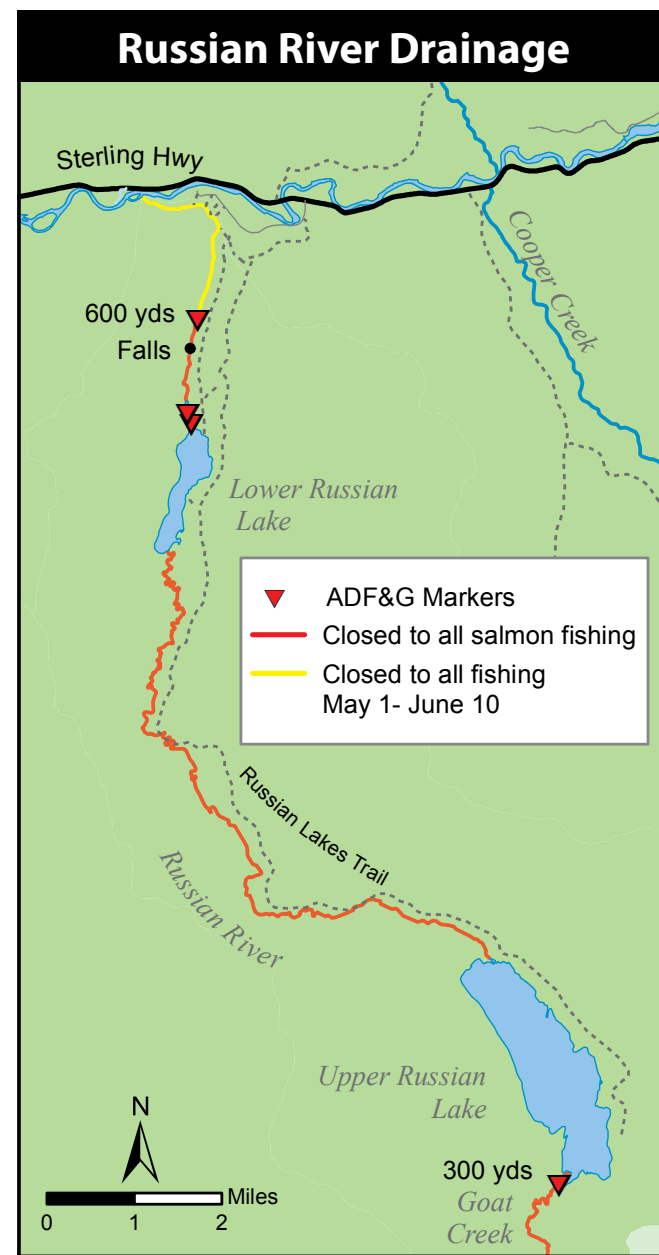 Russian River Drainage
Sterling Hwy
Cooper Creek
600 yds
Falls
Lower Russian
Lake
ADF&G Markers
Closed to all salmon fishing
Closed to all fishing
May 1- June 10
Russian Lakes Trail
Russian River
Upper Russian
Lake
N
300 yds
Goat
Creek
Miles
0 1 2